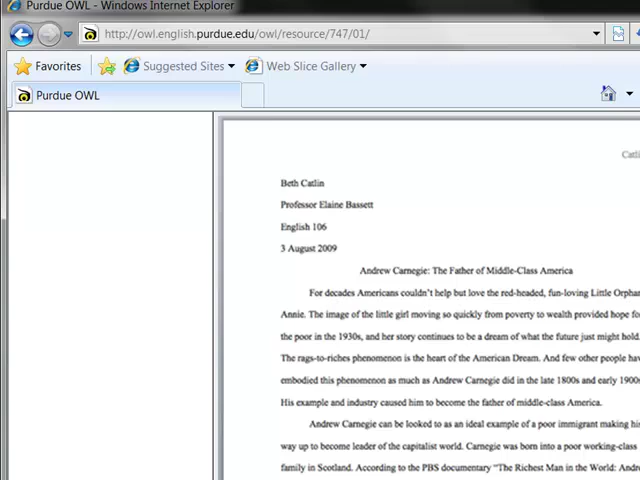 Purdue OWL - Windows Internet Explorer
http://owl.english.purdue.edu/owl/resource/747/01/
Favorites Suggested Sites Web Slice Gallery
Purdue OWL
Beth Catlin
Professor Elaine Bassett
English 106
3 August 2009
Andrew Carnegie: The Father of Middle-Class America
For decades Americans couldn't help but love the red-headed, fun-loving Little
Annie. The image of the little girl moving so quickly from poverty to wealth provided hope
the poor in the 1930s, and her story continues to be a dream of what the future just might hold.
The rags-to-riches phenomenon is the heart of the American Dream. And few other people
embodied this phenomenon as much as Andrew Carnegie did in the late 1800s and early 1900s
His example and industry caused him to become the father of middle-class America.
Andrew Carnegie can be looked to as an ideal example of a poor immigrant making
way up to become leader of the capitalist world. Carnegie was born into a poor working-class
family in Scotland. According to the PBS documentary "The Richest Man in the World: